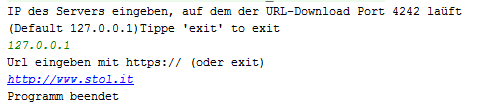 IP des Servers eingeben, auf dem der URL-Download Port 4242 laüft
(Default 127.0.0.1)Tippe 'exit' to exit
127.0.0.1
Url eingeben mit https:// (oder exit)
http://www.stol.it
Programm beendet